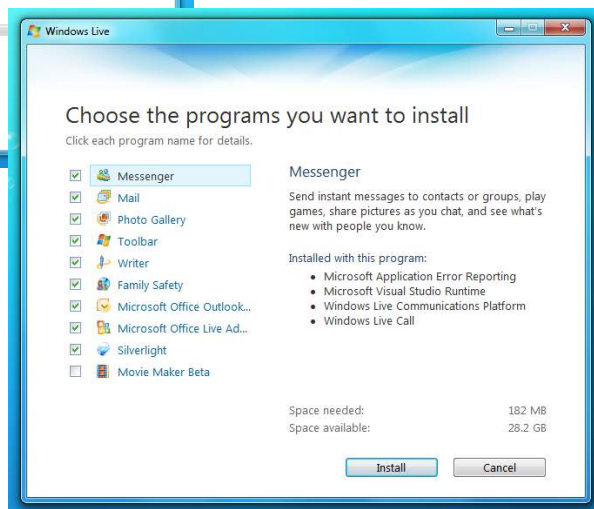 Windows Live
Choose the programs you want to install
Click each program name for details.
Messenger
Mail
Photo Gallery
Toolbar
Writer
Family Safety
Microsoft Office Outlook...
Microsoft Office Live Ad...
Silverlight
Movie Maker Beta
Messenger
Send instant messages to contacts or groups, play
games, share pictures as you chat, and see what's
new with people you know.
Installed with this program:
• Microsoft Application Error Reporting
• Microsoft Visual Studio Runtime
• Windows Live Communications Platform
• Windows Live Call
Space needed: 182 MB
Space available: 28.2 GB
Install Cancel